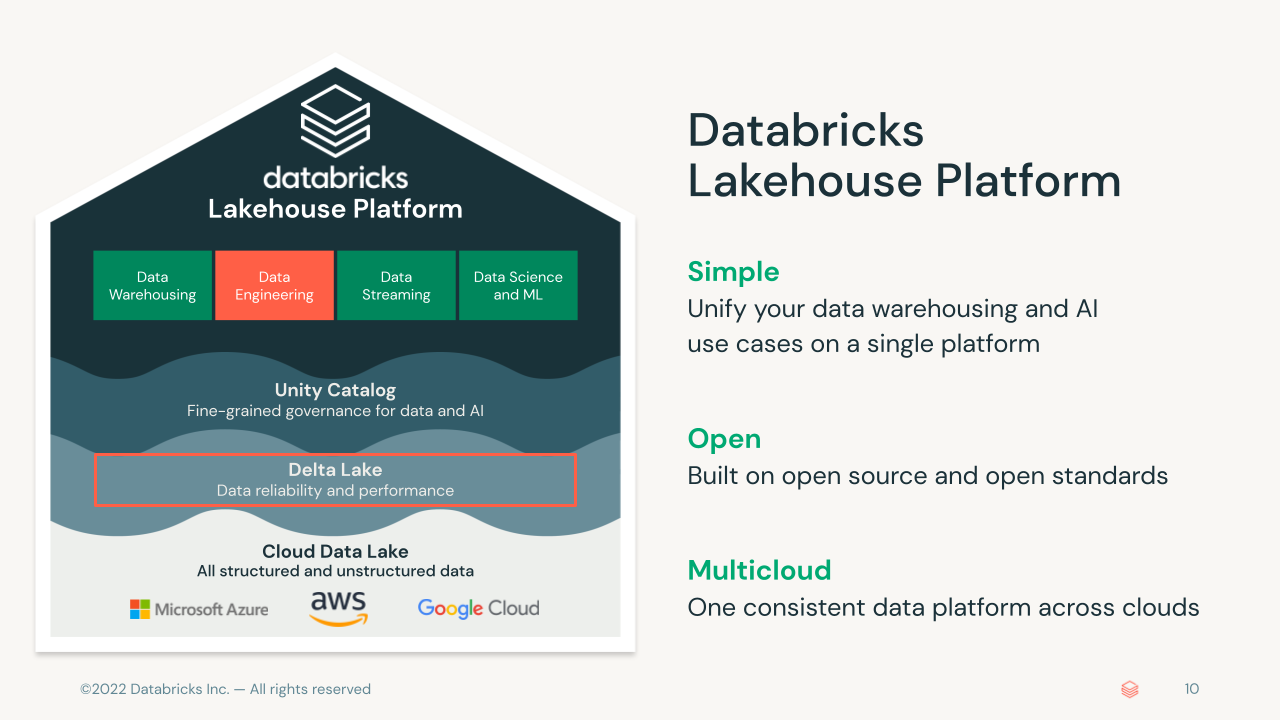 databricks
Lakehouse Platform
Data
Warehousing
Data
Engineering
Data
Streaming
Data Science
and ML
Unity Catalog
Fine-grained governance for data and AI
Delta Lake
Data reliability and performance
Cloud Data Lake
All structured and unstructured data
Microsoft Azure
aws
Google Cloud
Databricks
Lakehouse Platform
Simple
Unify your data warehousing and AI
use cases on a single platform
Open
Built on open source and open standards
Multicloud
One consistent data platform across clouds
©2022 Databricks Inc. — All rights reserved
10